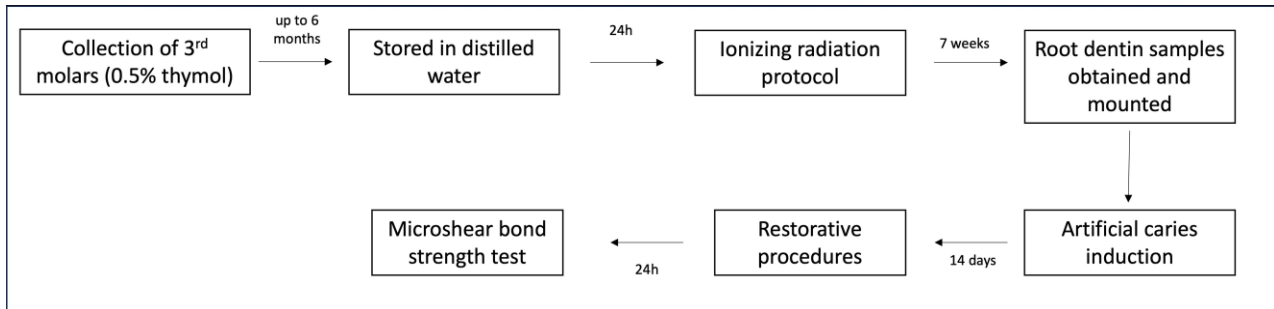 Collection of 3rd
molars (0.5% thymol)
up to 6
months
Stored in distilled
water
24h
Ionizing radiation
protocol
7 weeks
Root dentin samples
obtained and
mounted
Artificial caries
induction
14 days
Restorative
procedures
24h
Microshear bond
strength test